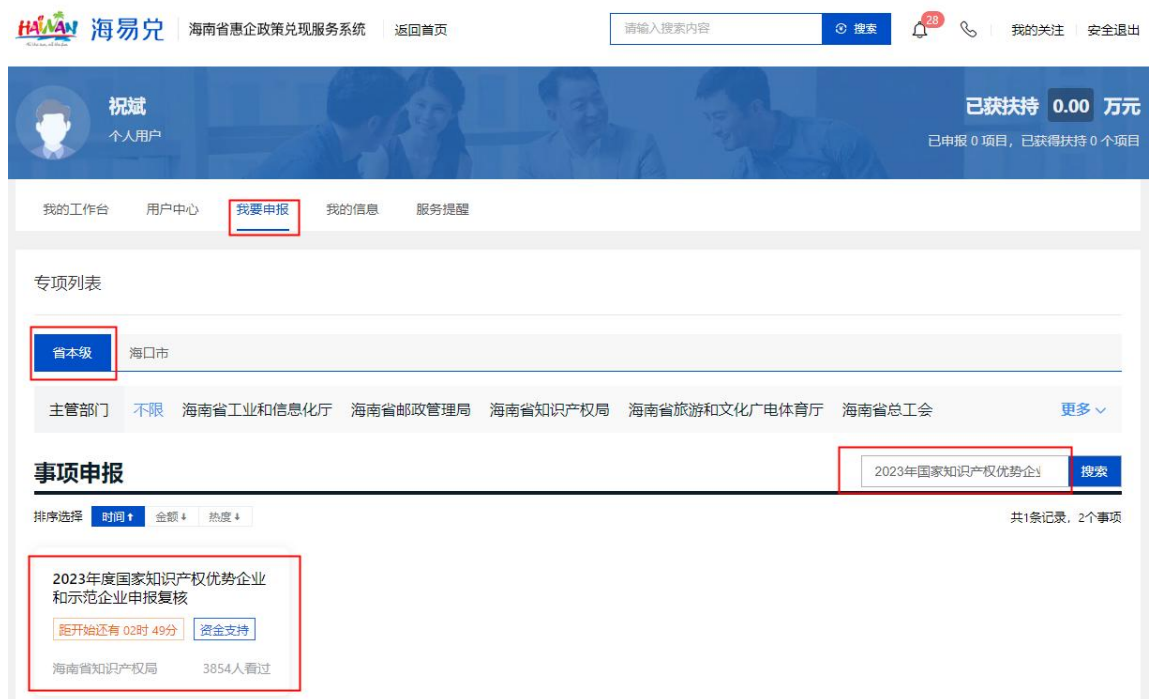 HAINAN 海易兑 海南省惠企政策兑现服务系统 返回首页 请输入搜索内容 搜索 28 我的关注 安全退出
祝斌 已获扶持 0.00 万元
个人用户 已申报 0 项目，已获得扶持 0 个项目
我的工作台 用户中心 我要申报 我的信息 服务提醒
专项列表
省本级 海口市
主管部门 不限 海南省工业和信息化厅 海南省邮政管理局 海南省知识产权局 海南省旅游和文化广电体育厅 海南省总工会 更多
事项申报 2023年国家知识产权优势企 搜索
排序选择 时间↑ 金额↓ 热度↓ 共1条记录，2个事项
2023年度国家知识产权优势企业
和示范企业申报复核
距开始还有 02时 49分 资金支持
海南省知识产权局 3854人看过